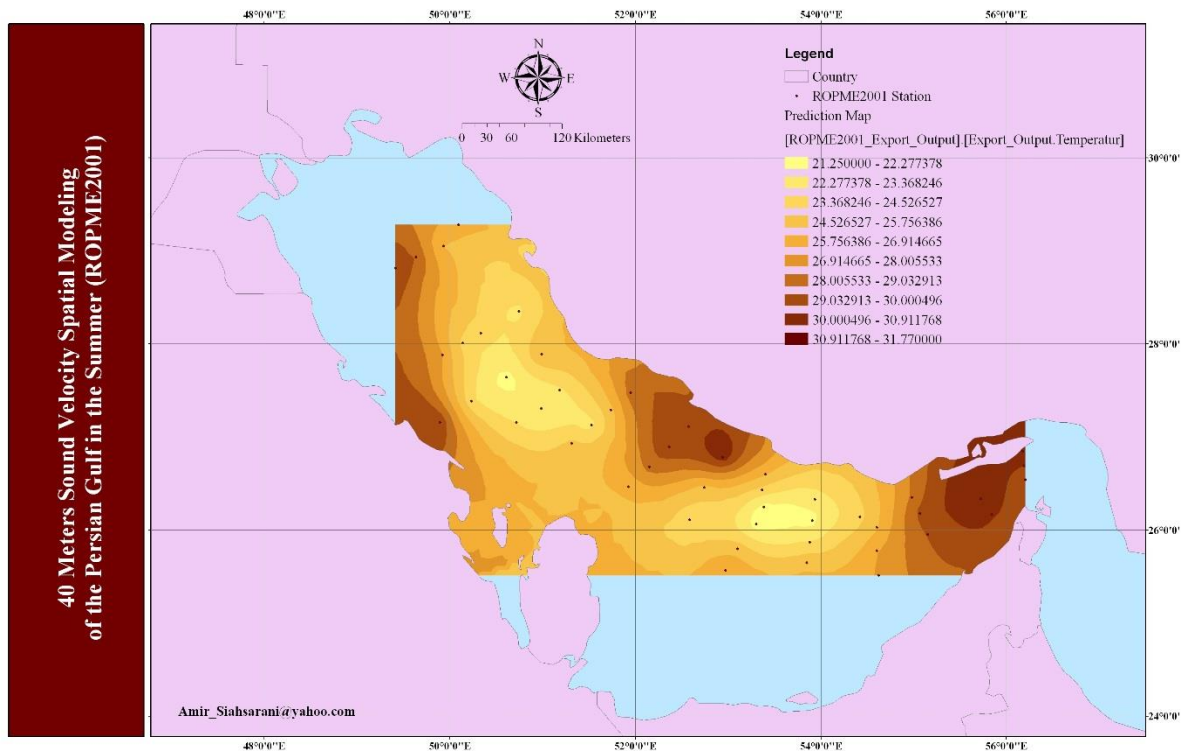 40 Meters Sound Velocity Spatial Modeling
of the Persian Gulf in the Summer (ROPME2001)
48°0'0"E 50°0'0"E 52°0'0"E 54°0'0"E 56°0'0"E
N
W E
S
0 30 60 120 Kilometers
Legend
Country
ROPME2001 Station
Prediction Map
[ROPME2001_Export_Output].[Export_Output.Temperatur]
21.250000 - 22.277378
22.277378 - 23.368246
23.368246 - 24.526527
24.526527 - 25.756386
25.756386 - 26.914665
26.914665 - 28.005533
28.005533 - 29.032913
29.032913 - 30.000496
30.000496 - 30.911768
30.911768 - 31.770000
30°0'0"
28°0'0"
26°0'0"
24°0'0"
Amir_Siahsarani@yahoo.com
48°0'0"E 50°0'0"E 52°0'0"E 54°0'0"E 56°0'0"E